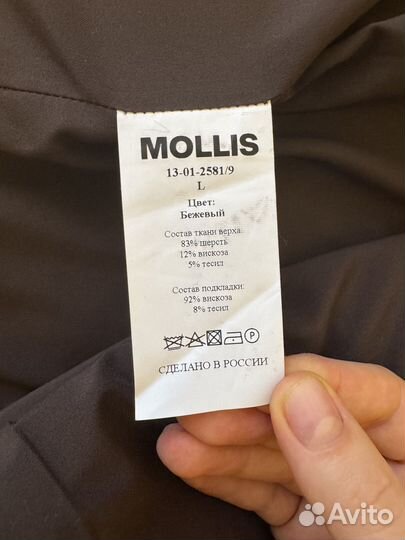 MOLLIS
13-01-2581/9
L
Цвет:
Бежевый
Состав ткани верха:
83% шерсть
12% вискоза
5% тесил
Состав подкладки:
92% вискоза
8% тесил
P
СДЕЛАНО В РОССИИ
Avito